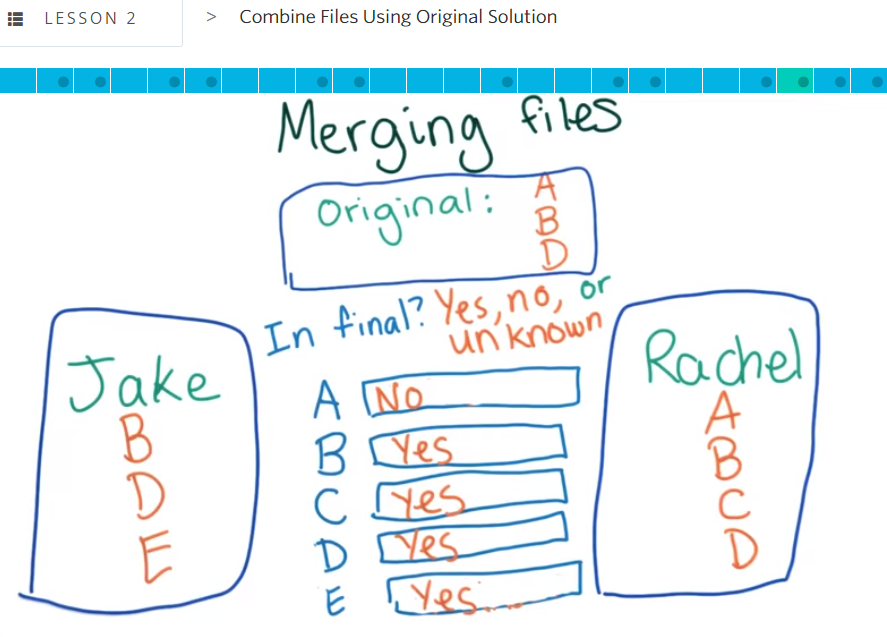 LESSON 2 > Combine Files Using Original Solution
Merging files
Original: A
B
D
In final? Yes, no, or
unknown
Jake
B
D
E
A No
B Yes
C Yes
D Yes
E Yes
Rachel
A
B
C
D